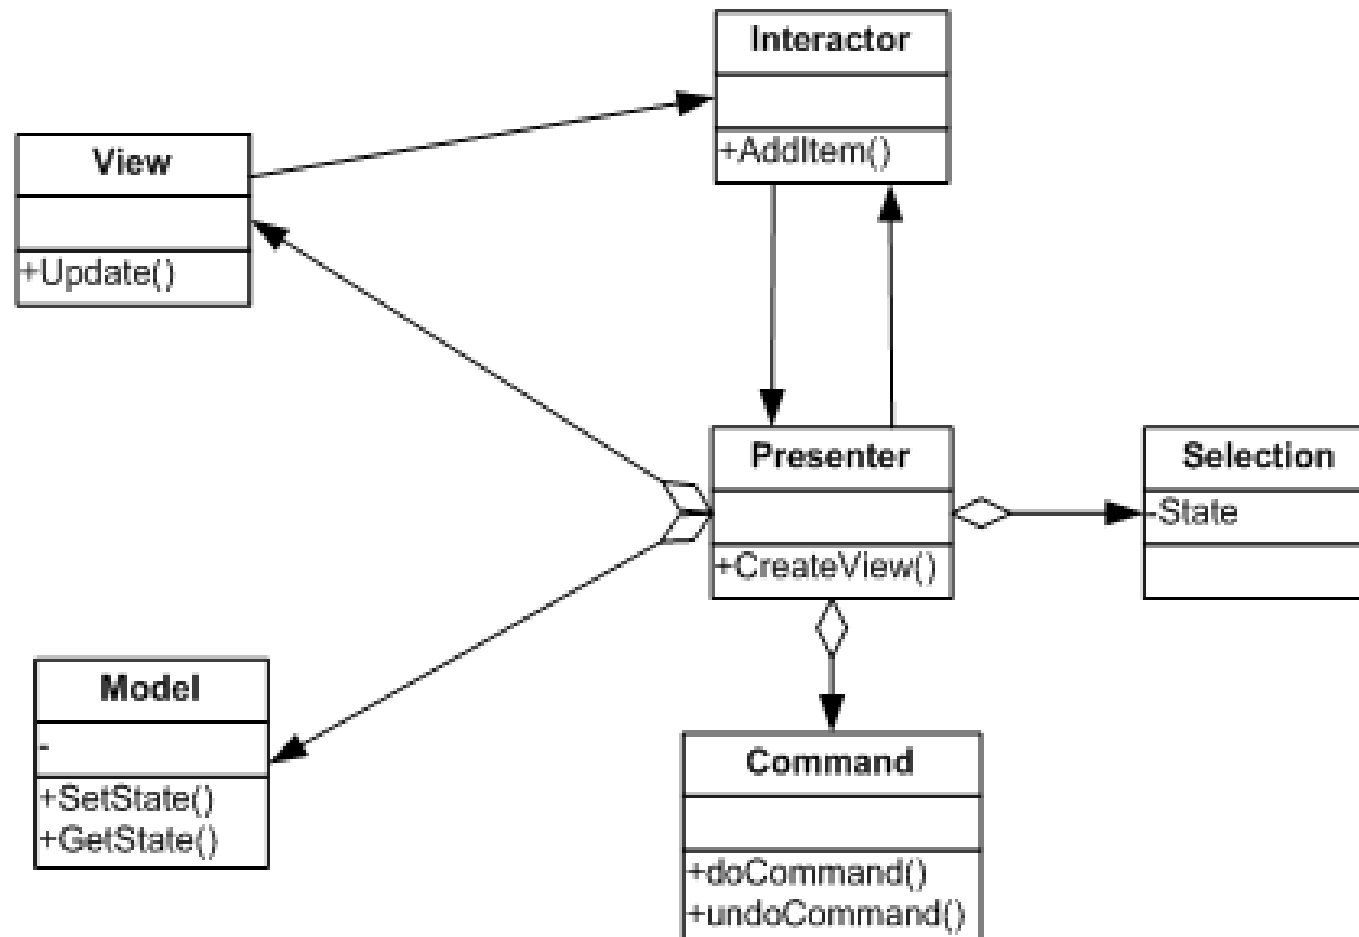 Interactor
+AddItem()
View
+Update()
Presenter
+CreateView()
Selection
-State
Model
-
+SetState()
+GetState()
Command
+doCommand()
+undoCommand()